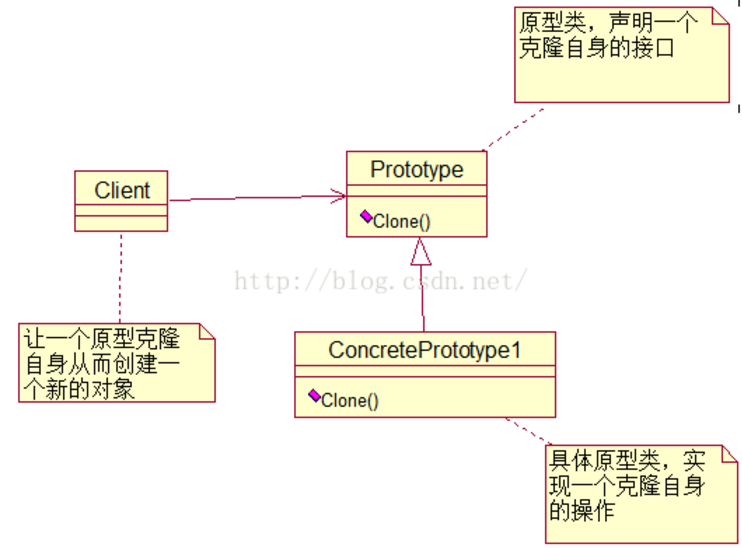 原型类，声明一个
克隆自身的接口
Prototype
Clone()
Client
http://blog.csdn.net/
让一个原型克隆
自身从而创建一
个新的对象
ConcretePrototype1
Clone()
具体原型类，实
现一个克隆自身
的操作